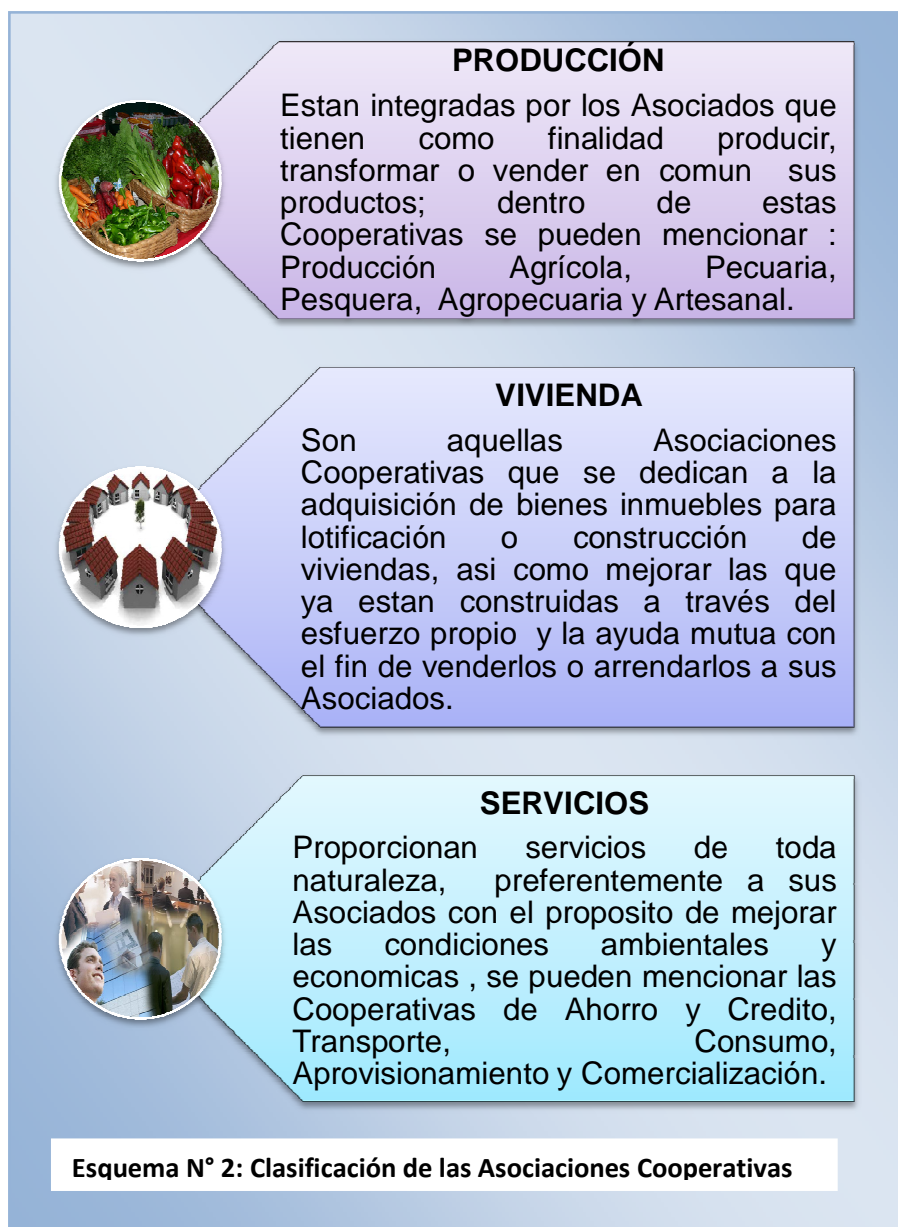 PRODUCCIÓN
Estan integradas por los Asociados que
tienen como finalidad producir,
transformar o vender en comun sus
productos; dentro de estas
Cooperativas se pueden mencionar :
Producción Agrícola, Pecuaria,
Pesquera, Agropecuaria y Artesanal.
VIVIENDA
Son aquellas Asociaciones
Cooperativas que se dedican a la
adquisición de bienes inmuebles para
lotificación o construcción de
viviendas, asi como mejorar las que
ya estan construidas a través del
esfuerzo propio y la ayuda mutua con
el fin de venderlos o arrendarlos a sus
Asociados.
SERVICIOS
Proporcionan servicios de toda
naturaleza, preferentemente a sus
Asociados con el proposito de mejorar
las condiciones ambientales y
economicas , se pueden mencionar las
Cooperativas de Ahorro y Credito,
Transporte, Consumo,
Aprovisionamiento y Comercialización.
Esquema N° 2: Clasificación de las Asociaciones Cooperativas